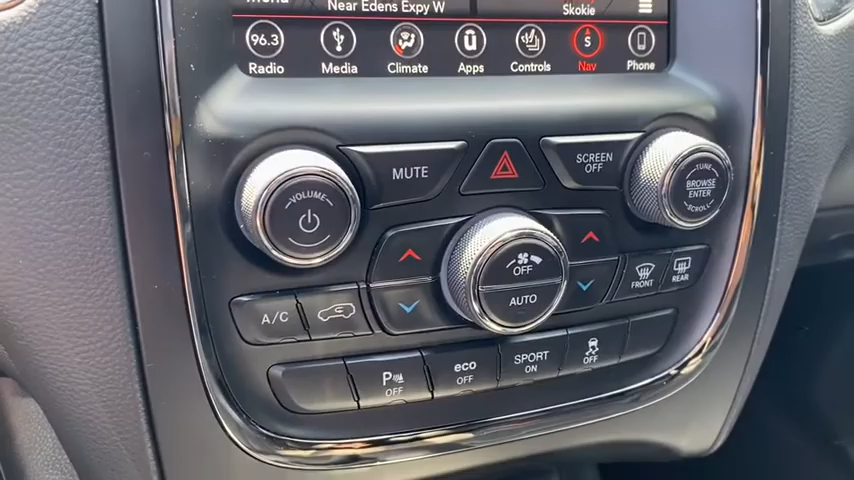 Near Edens Expy W
Skokie
96.3
S
Radio
Media
Climate
Apps
Controls
Nav
Phone
VOLUME
MUTE
SCREEN
OFF
TUNE
BROWSE
ENTER
SCROLL
OFF
AUTO
FRONT
REAR
A/C
P
OFF
eco
OFF
SPORT
ON
OFF